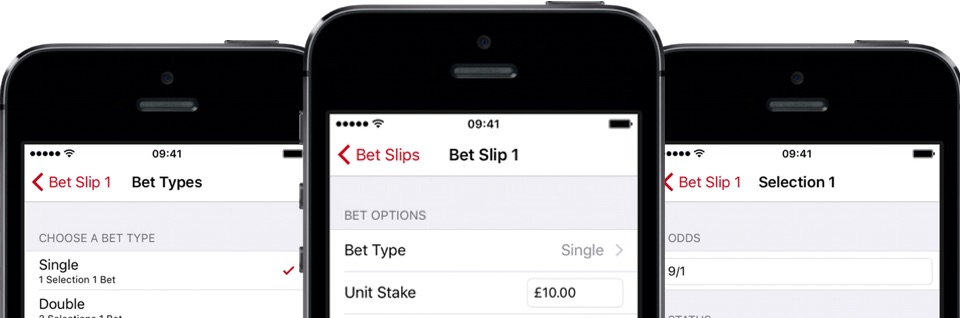 09:41
Bet Slip 1 Bet Types
CHOOSE A BET TYPE
Single
1 Selection 1 Bet
Double
09:41
Bet Slips Bet Slip 1
BET OPTIONS
Bet Type Single
Unit Stake £10.00
09:41
Bet Slip 1 Selection 1
ODDS
9/1
STATUS